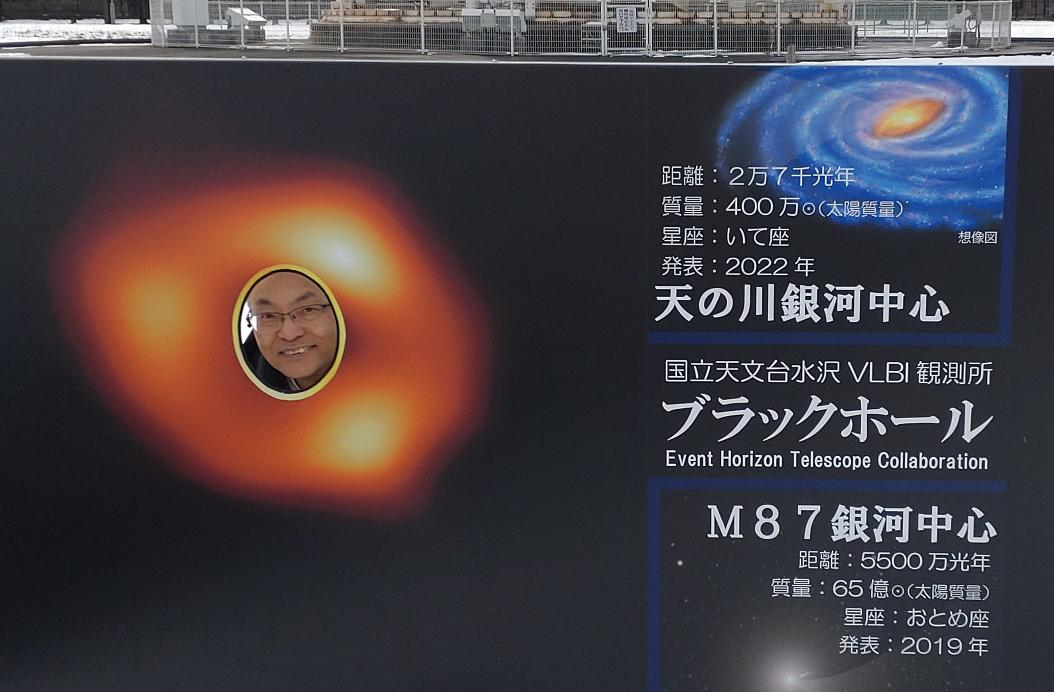 距離：２万７千光年
質量：400万⊙(太陽質量)
星座：いて座
想像図
発表：2022年
天の川銀河中心
国立天文台水沢 VLBI 観測所
ブラックホール
Event Horizon Telescope Collaboration
Ｍ８７銀河中心
距離：5500万光年
質量：65億⊙(太陽質量)
星座：おとめ座
発表：2019年